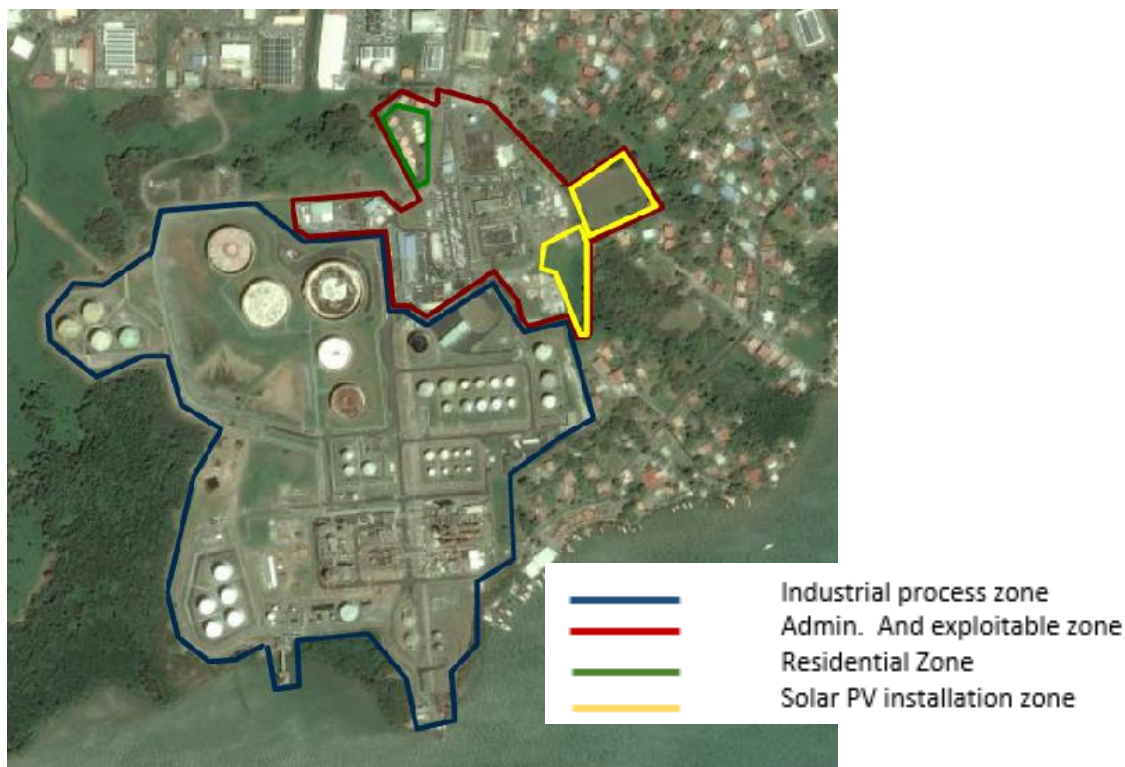 Industrial process zone
Admin. And exploitable zone
Residential Zone
Solar PV installation zone